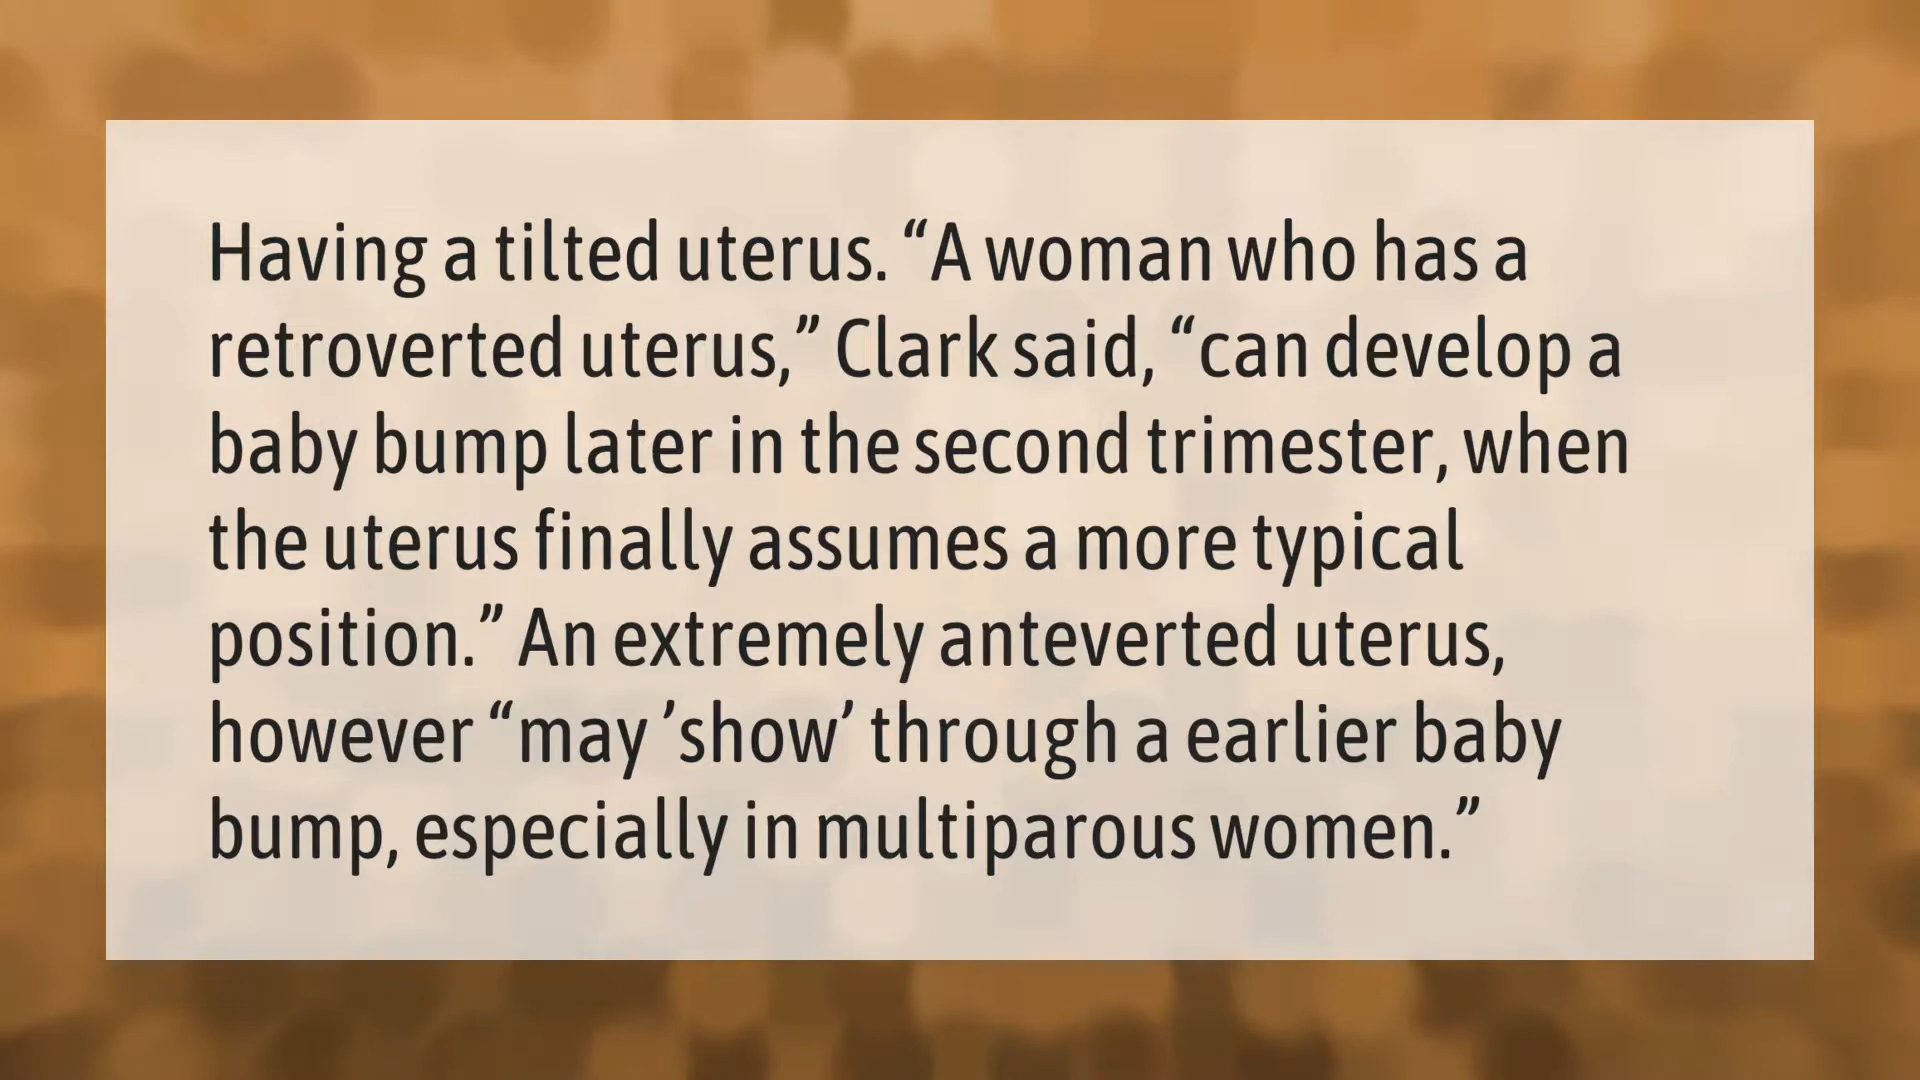 Having a tilted uterus. “A woman who has a
retroverted uterus,” Clark said, “can develop a
baby bump later in the second trimester, when
the uterus finally assumes a more typical
position.” An extremely anteverted uterus,
however “may ’show’ through a earlier baby
bump, especially in multiparous women.”